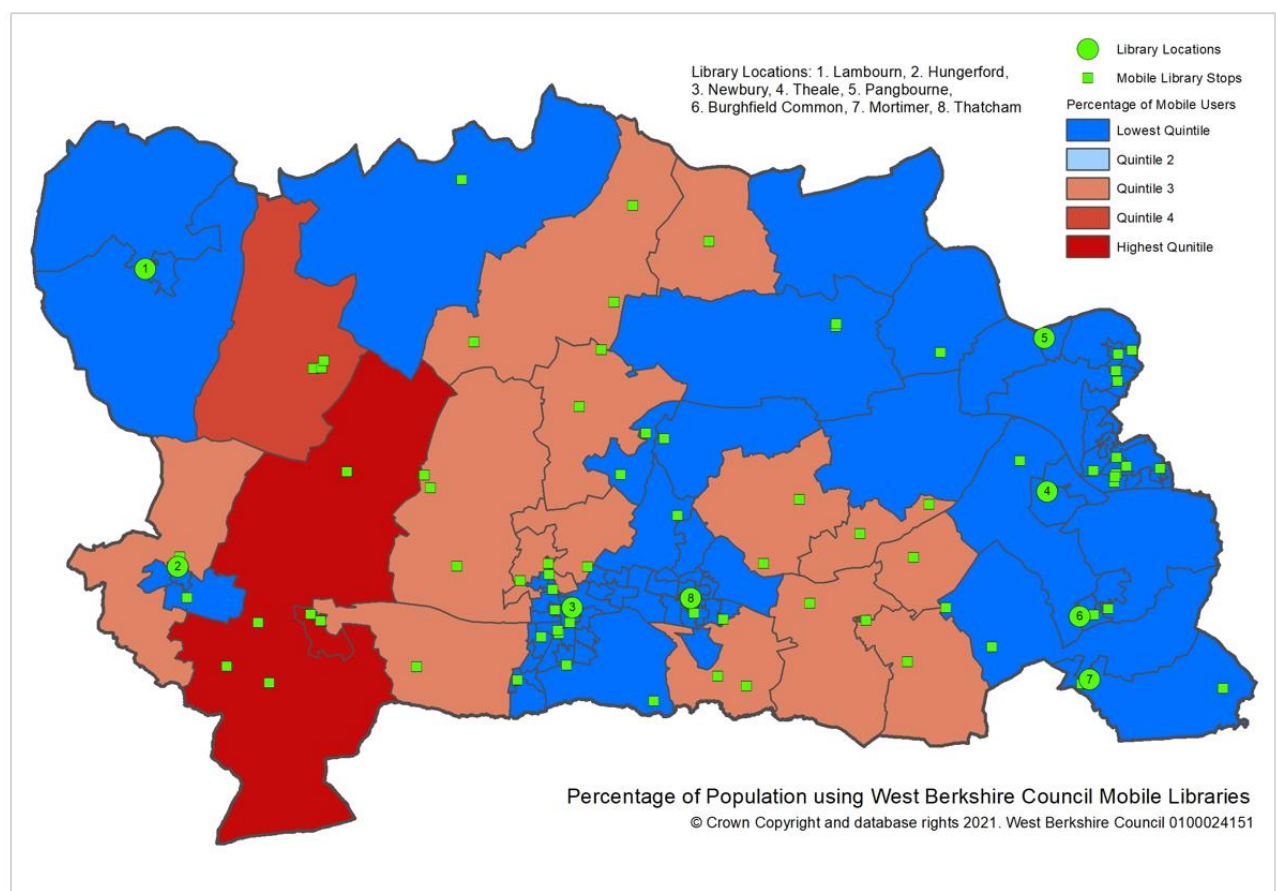 Library Locations
Mobile Library Stops
Library Locations: 1. Lambourn, 2. Hungerford,
3. Newbury, 4. Theale, 5. Pangbourne,
6. Burghfield Common, 7. Mortimer, 8. Thatcham
Percentage of Mobile Users
Lowest Quintile
Quintile 2
Quintile 3
Quintile 4
Highest Qunitile
1
5
4
2
8
3
6
7
Percentage of Population using West Berkshire Council Mobile Libraries
© Crown Copyright and database rights 2021. West Berkshire Council 0100024151